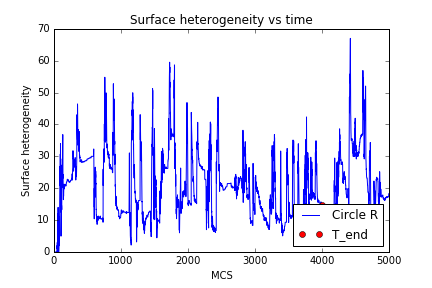 Surface heterogeneity vs time
Surface heterogeneity
70
60
50
40
30
20
10
0
0 1000 2000 3000 4000 5000
MCS
Circle R
T_end